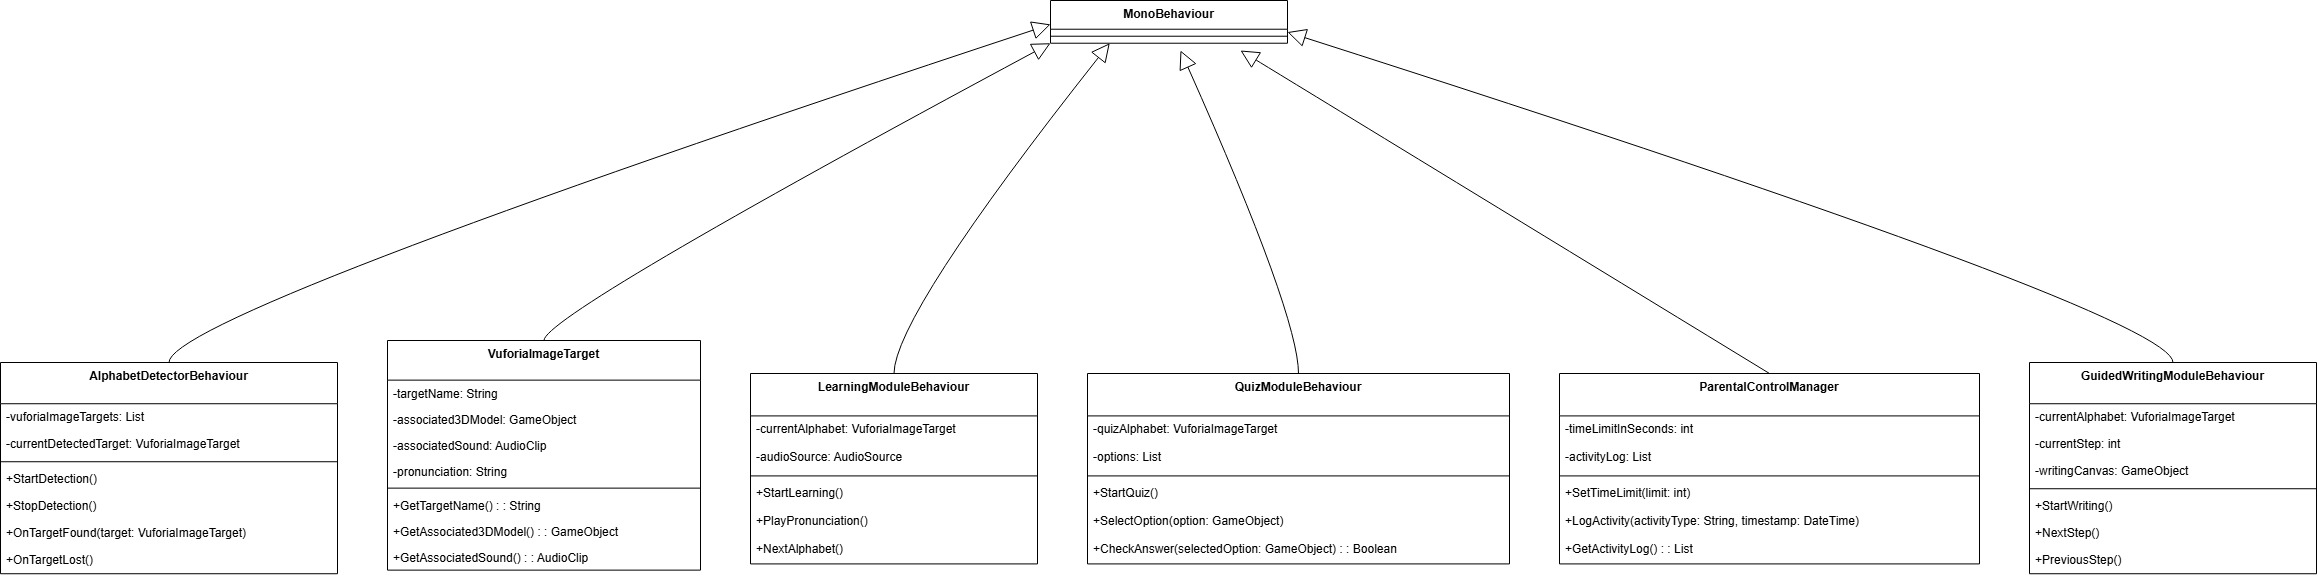 MonoBehaviour
AlphabetDetectorBehaviour
-vuforiaImageTargets: List
-currentDetectedTarget: VuforiaImageTarget
+StartDetection()
+StopDetection()
+OnTargetFound(target: VuforiaImageTarget)
+OnTargetLost()
VuforiaImageTarget
-targetName: String
-associated3DModel: GameObject
-associatedSound: AudioClip
-pronunciation: String
+GetTargetName() : : String
+GetAssociated3DModel() : : GameObject
+GetAssociatedSound() : : AudioClip
LearningModuleBehaviour
-currentAlphabet: VuforiaImageTarget
-audioSource: AudioSource
+StartLearning()
+PlayPronunciation()
+NextAlphabet()
QuizModuleBehaviour
-quizAlphabet: VuforiaImageTarget
-options: List
+StartQuiz()
+SelectOption(option: GameObject)
+CheckAnswer(selectedOption: GameObject) : : Boolean
ParentalControlManager
-timeLimitInSeconds: int
-activityLog: List
+SetTimeLimit(limit: int)
+LogActivity(activityType: String, timestamp: DateTime)
+GetActivityLog() : : List
GuidedWritingModuleBehaviour
-currentAlphabet: VuforiaImageTarget
-currentStep: int
-writingCanvas: GameObject
+StartWriting()
+NextStep()
+PreviousStep()